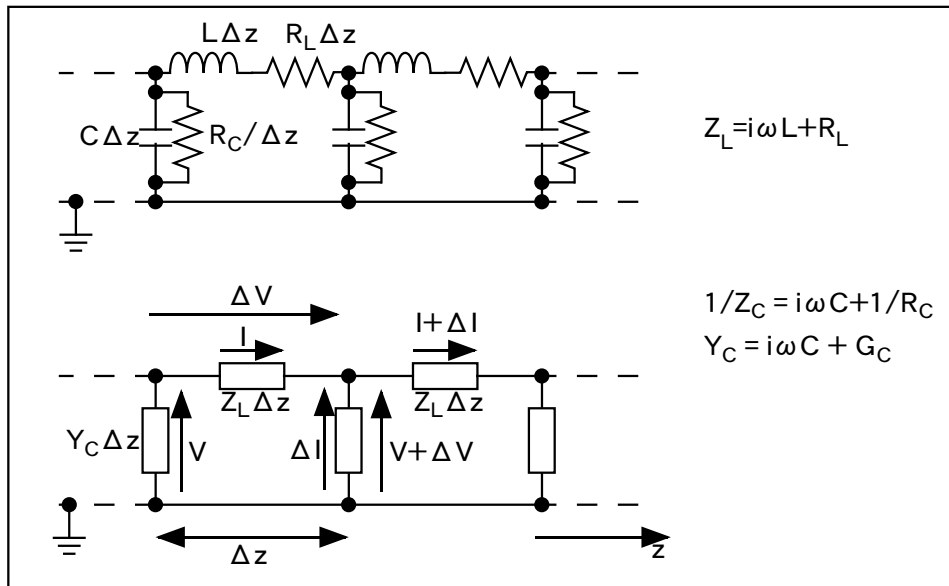 LΔz R_LΔz
CΔz R_C/Δz
Z_L=iωL+R_L
ΔV
I I+ΔI
Z_LΔz Z_LΔz
Y_CΔz V ΔI V+ΔV
Δz
z
1/Z_C = iωC+1/R_C
Y_C = iωC + G_C